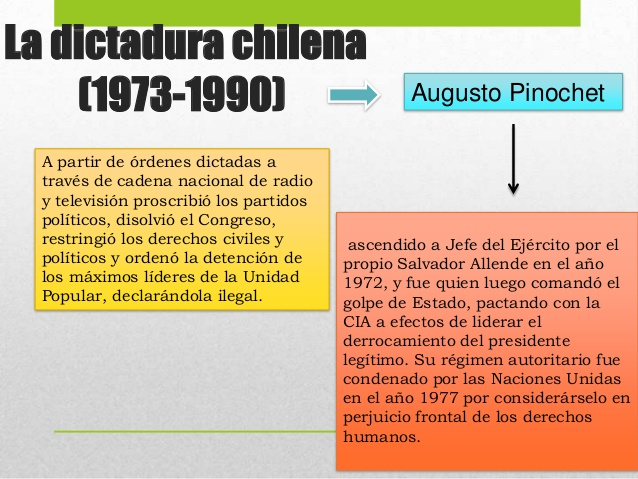 La dictadura chilena
(1973-1990)
Augusto Pinochet
A partir de órdenes dictadas a
través de cadena nacional de radio
y televisión proscribió los partidos
políticos, disolvió el Congreso,
restringió los derechos civiles y
políticos y ordenó la detención de
los máximos líderes de la Unidad
Popular, declarándola ilegal.
ascendido a Jefe del Ejército por el
propio Salvador Allende en el año
1972, y fue quien luego comandó el
golpe de Estado, pactando con la
CIA a efectos de liderar el
derrocamiento del presidente
legítimo. Su régimen autoritario fue
condenado por las Naciones Unidas
en el año 1977 por considerárselo en
perjuicio frontal de los derechos
humanos.